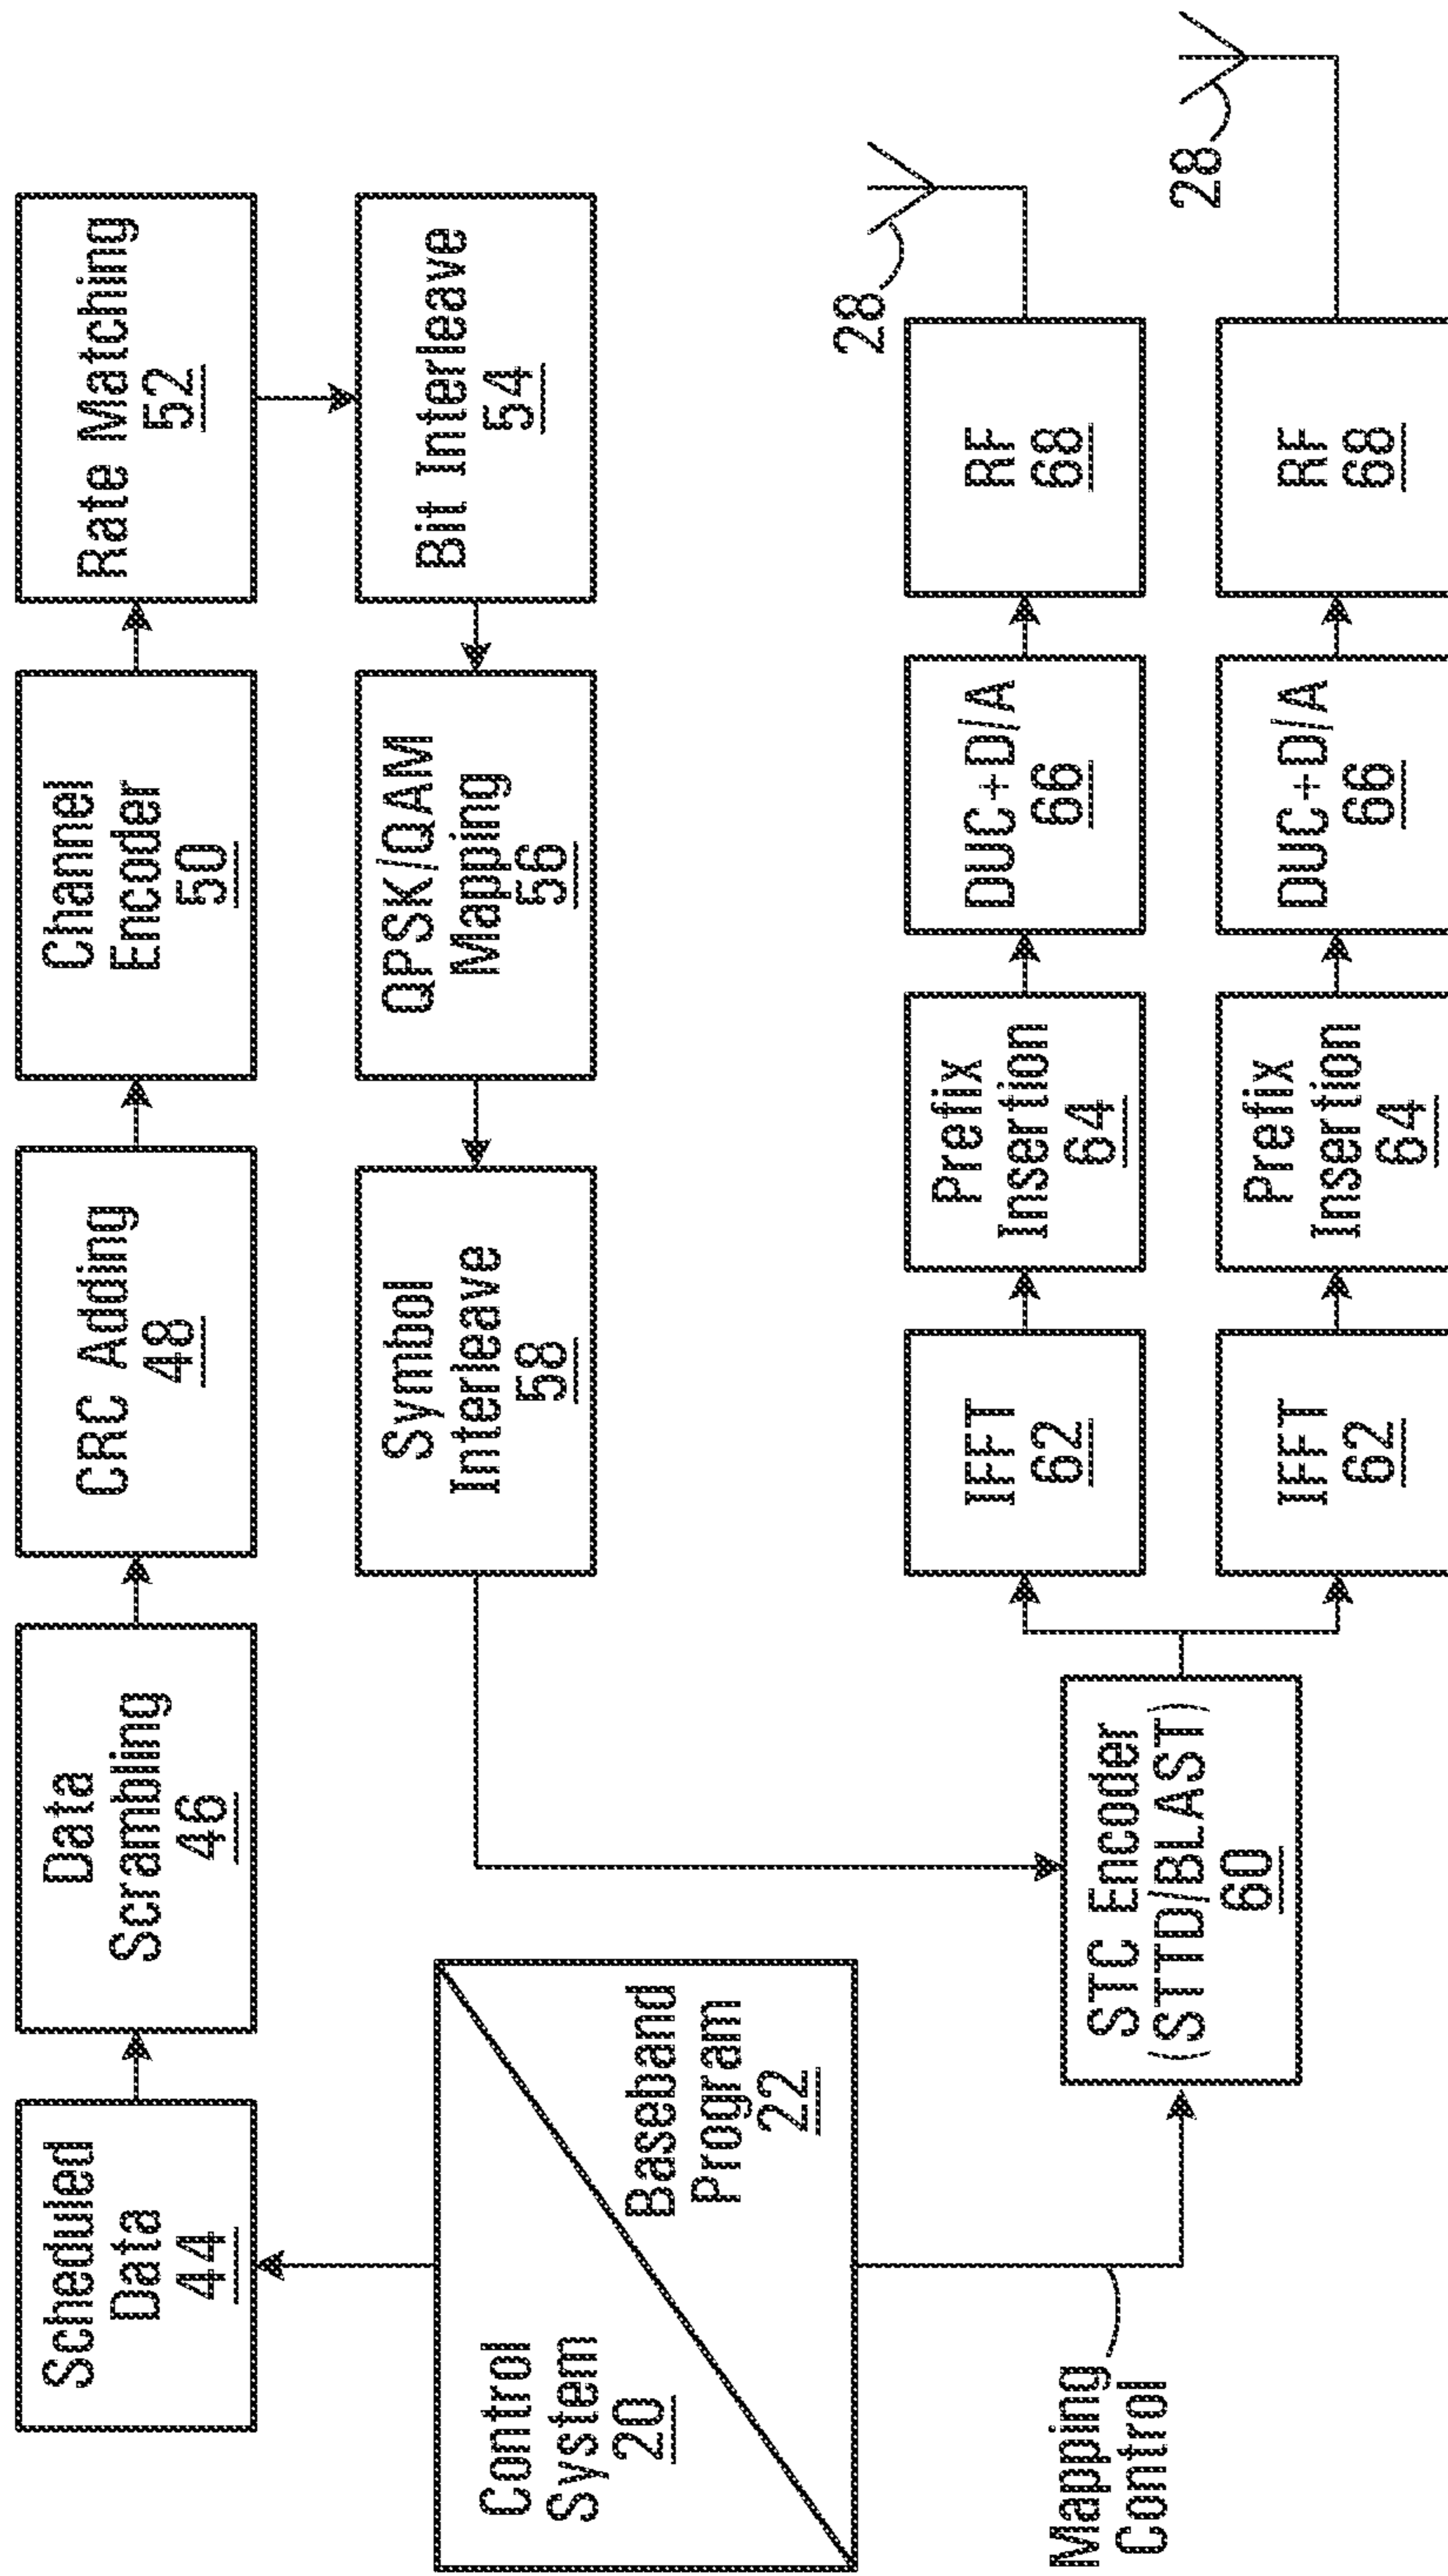 Scheduled
Data
44
Data
Scrambling
46
CRC Adding
48
Channel
Encoder
50
Rate Matching
52
Control
System
20
Baseband
Program
22
Symbol
Interleave
58
QPSK/QAM
Mapping
56
Bit Interleave
54
Mapping
Control
STC Encoder
(STTD/BLAST)
60
IFFT
62
Prefix
Insertion
64
DUC+D/A
66
RF
68
28
IFFT
62
Prefix
Insertion
64
DUC+D/A
66
RF
68
28